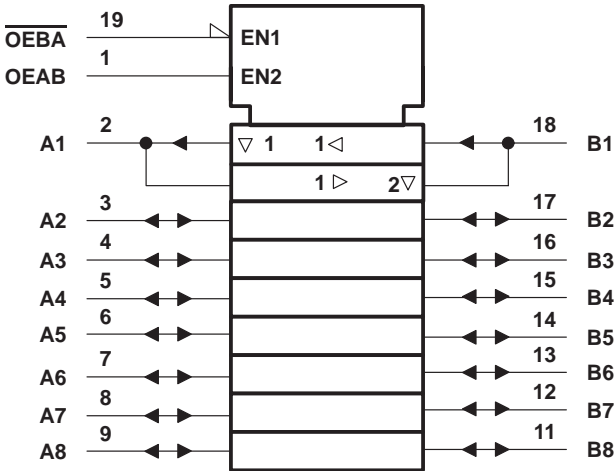 19
O̅E̅B̅A̅ EN1
1
OEAB EN2
2 18
A1 ▽ 1 1◁ B1
1 ▷ 2▽
3 17
A2 B2
4 16
A3 B3
5 15
A4 B4
6 14
A5 B5
7 13
A6 B6
8 12
A7 B7
9 11
A8 B8